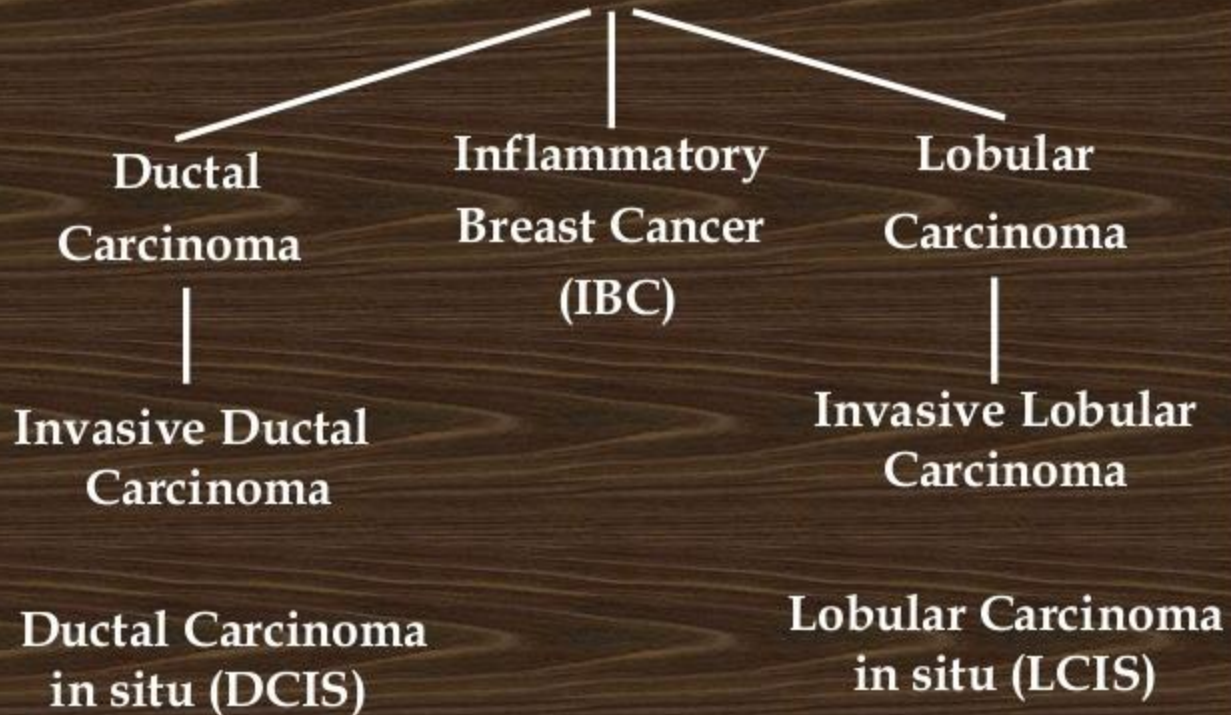 Ductal
Carcinoma
Inflammatory
Breast Cancer
(IBC)
Lobular
Carcinoma
Invasive Ductal
Carcinoma
Invasive Lobular
Carcinoma
Ductal Carcinoma
in situ (DCIS)
Lobular Carcinoma
in situ (LCIS)